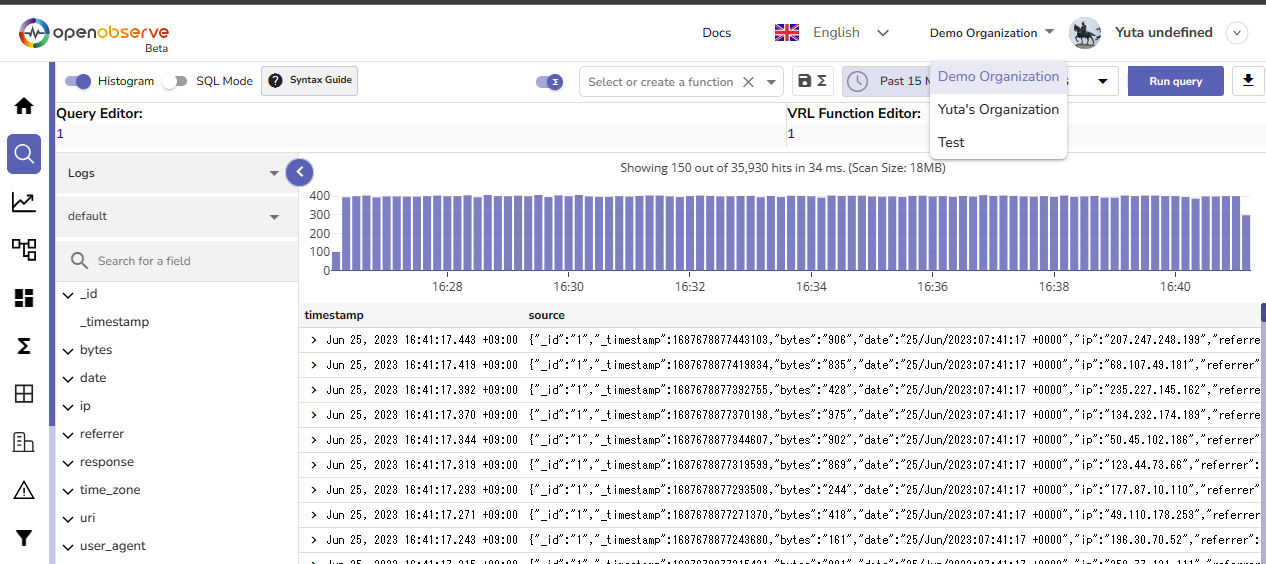 openobserve
Beta
Docs
English
Demo Organization
Yuta undefined
Histogram
SQL Mode
Syntax Guide
Select or create a function
Past 15 M
s
Run query
Demo Organization
Yuta's Organization
Test
Query Editor:
1
VRL Function Editor:
1
Logs
default
Search for a field
_id
_timestamp
bytes
date
ip
referrer
response
time_zone
uri
user_agent
Showing 150 out of 35,930 hits in 34 ms. (Scan Size: 18MB)
400
300
200
100
0
16:28 16:30 16:32 16:34 16:36 16:38 16:40
timestamp source
Jun 25, 2023 16:41:17.443 +09:00 {"_id":"1","_timestamp":1687678877443103,"bytes":"906","date":"25/Jun/2023:07:41:17 +0000","ip":"207.247.248.199","referre
Jun 25, 2023 16:41:17.419 +09:00 {"_id":"1","_timestamp":1687678877419834,"bytes":"835","date":"25/Jun/2023:07:41:17 +0000","ip":"68.107.49.181","referrer"
Jun 25, 2023 16:41:17.392 +09:00 {"_id":"1","_timestamp":1687678877392755,"bytes":"428","date":"25/Jun/2023:07:41:17 +0000","ip":"235.227.145.162","referre
Jun 25, 2023 16:41:17.370 +09:00 {"_id":"1","_timestamp":1687678877370198,"bytes":"975","date":"25/Jun/2023:07:41:17 +0000","ip":"134.232.174.189","referre
Jun 25, 2023 16:41:17.344 +09:00 {"_id":"1","_timestamp":1687678877344607,"bytes":"902","date":"25/Jun/2023:07:41:17 +0000","ip":"50.45.102.186","referrer"
Jun 25, 2023 16:41:17.319 +09:00 {"_id":"1","_timestamp":1687678877319599,"bytes":"869","date":"25/Jun/2023:07:41:17 +0000","ip":"123.44.73.66","referrer":
Jun 25, 2023 16:41:17.293 +09:00 {"_id":"1","_timestamp":1687678877293508,"bytes":"244","date":"25/Jun/2023:07:41:17 +0000","ip":"177.87.10.110","referrer"
Jun 25, 2023 16:41:17.271 +09:00 {"_id":"1","_timestamp":1687678877271370,"bytes":"418","date":"25/Jun/2023:07:41:17 +0000","ip":"49.110.178.253","referrer
Jun 25, 2023 16:41:17.243 +09:00 {"_id":"1","_timestamp":1687678877243680,"bytes":"161","date":"25/Jun/2023:07:41:17 +0000","ip":"196.30.70.52","referrer":